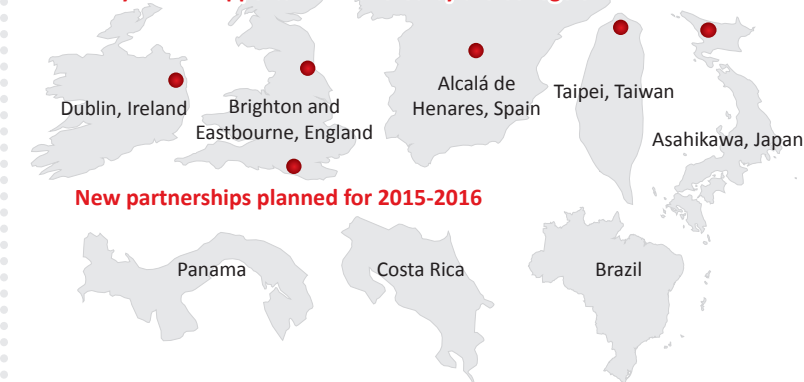 Dublin, Ireland
Brighton and
Eastbourne, England
Alcalá de
Henares, Spain
Taipei, Taiwan
Asahikawa, Japan
New partnerships planned for 2015-2016
Panama
Costa Rica
Brazil